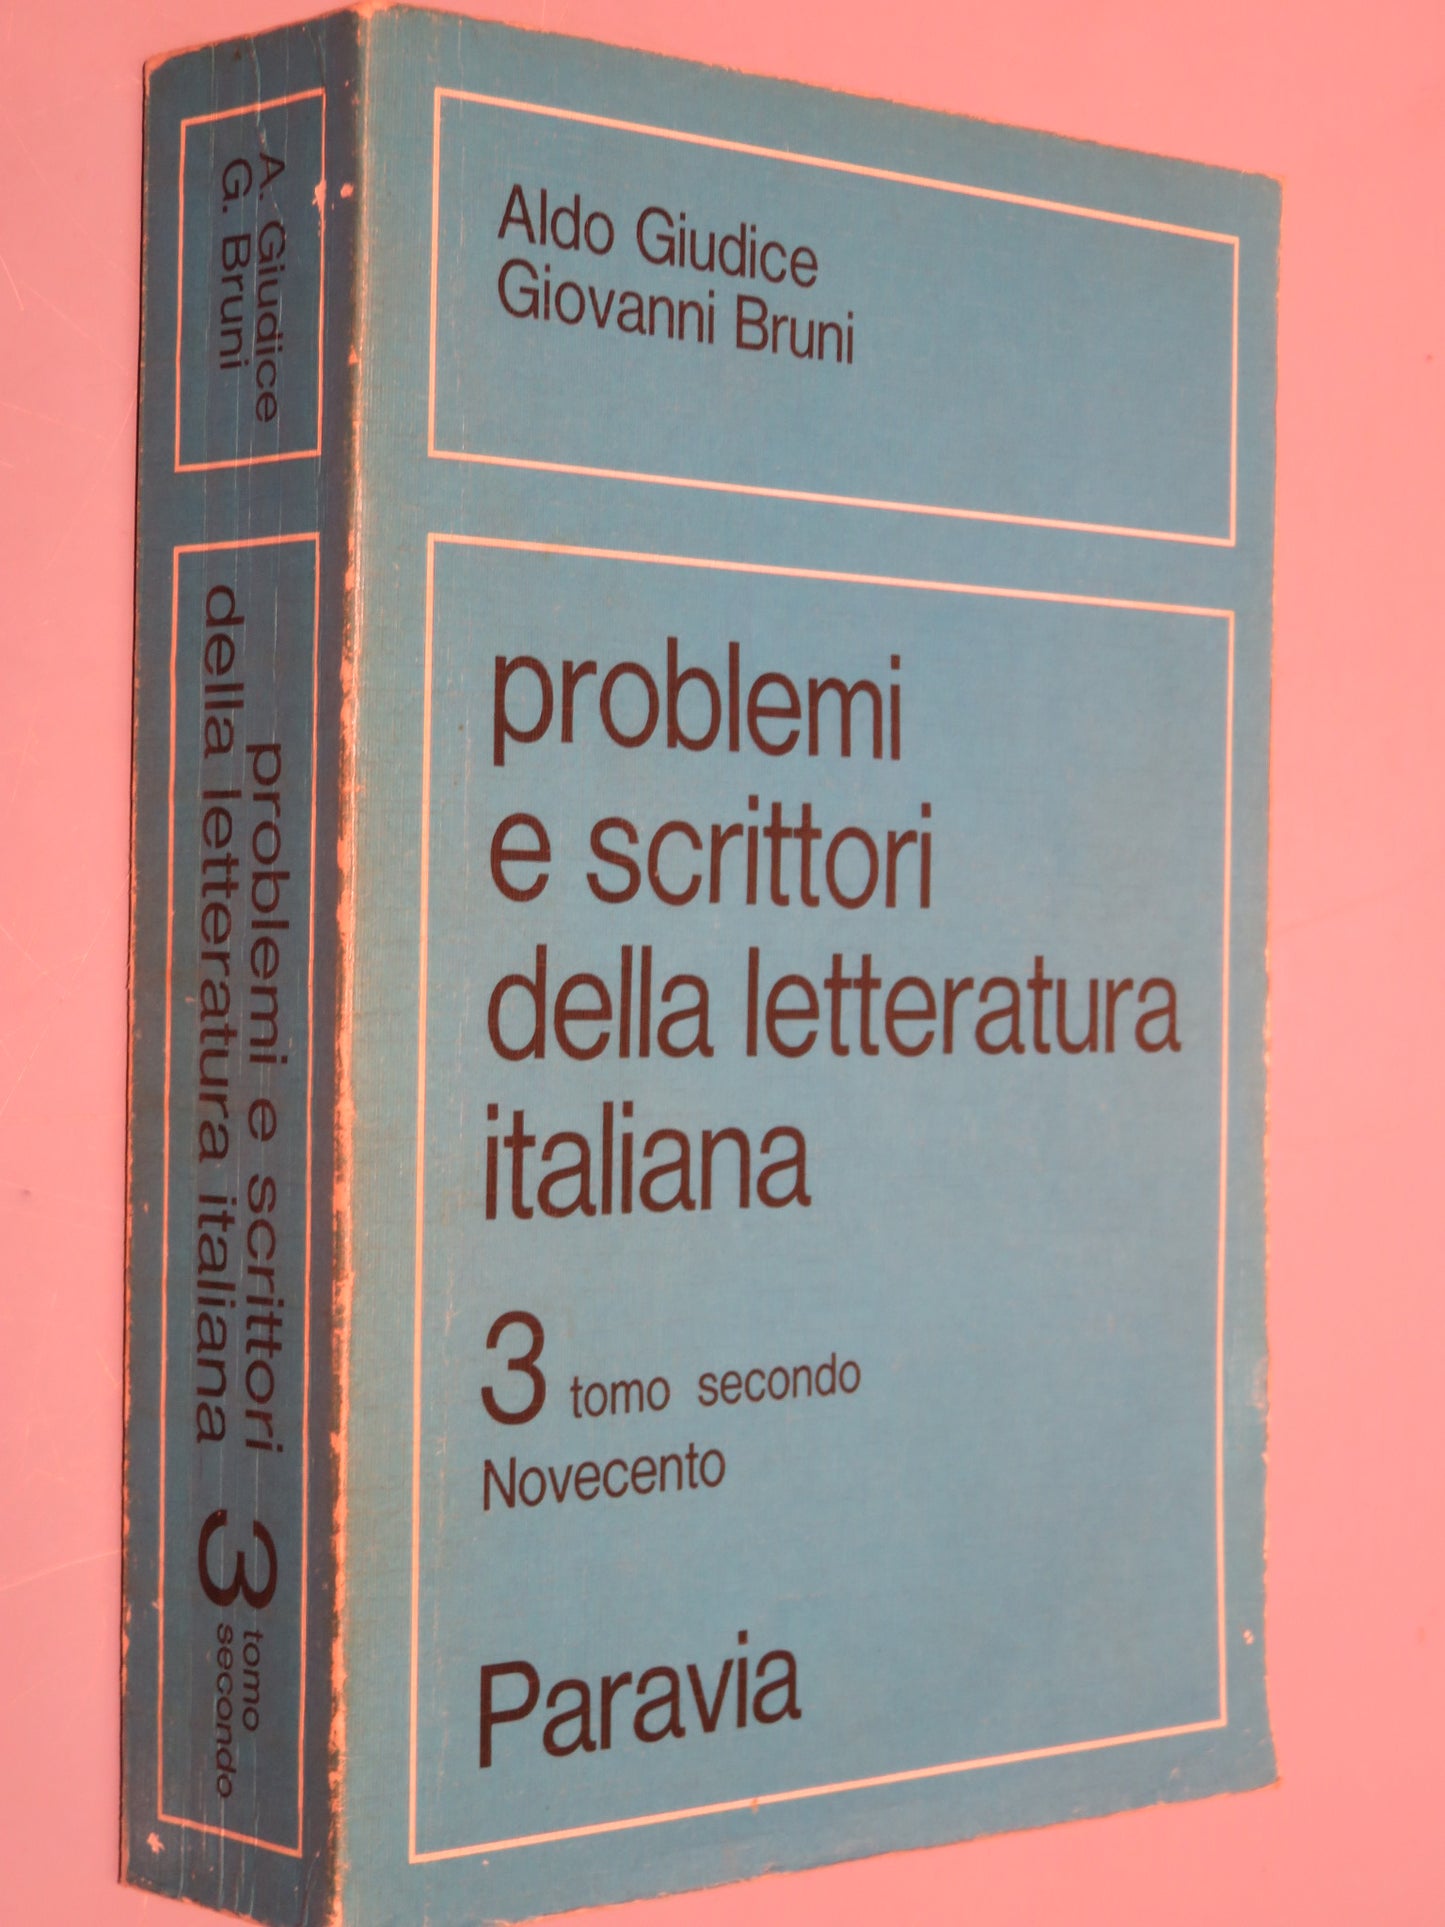 A. Giudice
G. Bruni
problemi e scrittori
della letteratura italiana
3 tomo
secondo
Aldo Giudice
Giovanni Bruni
problemi
e scrittori
della letteratura
italiana
3 tomo secondo
Novecento
Paravia